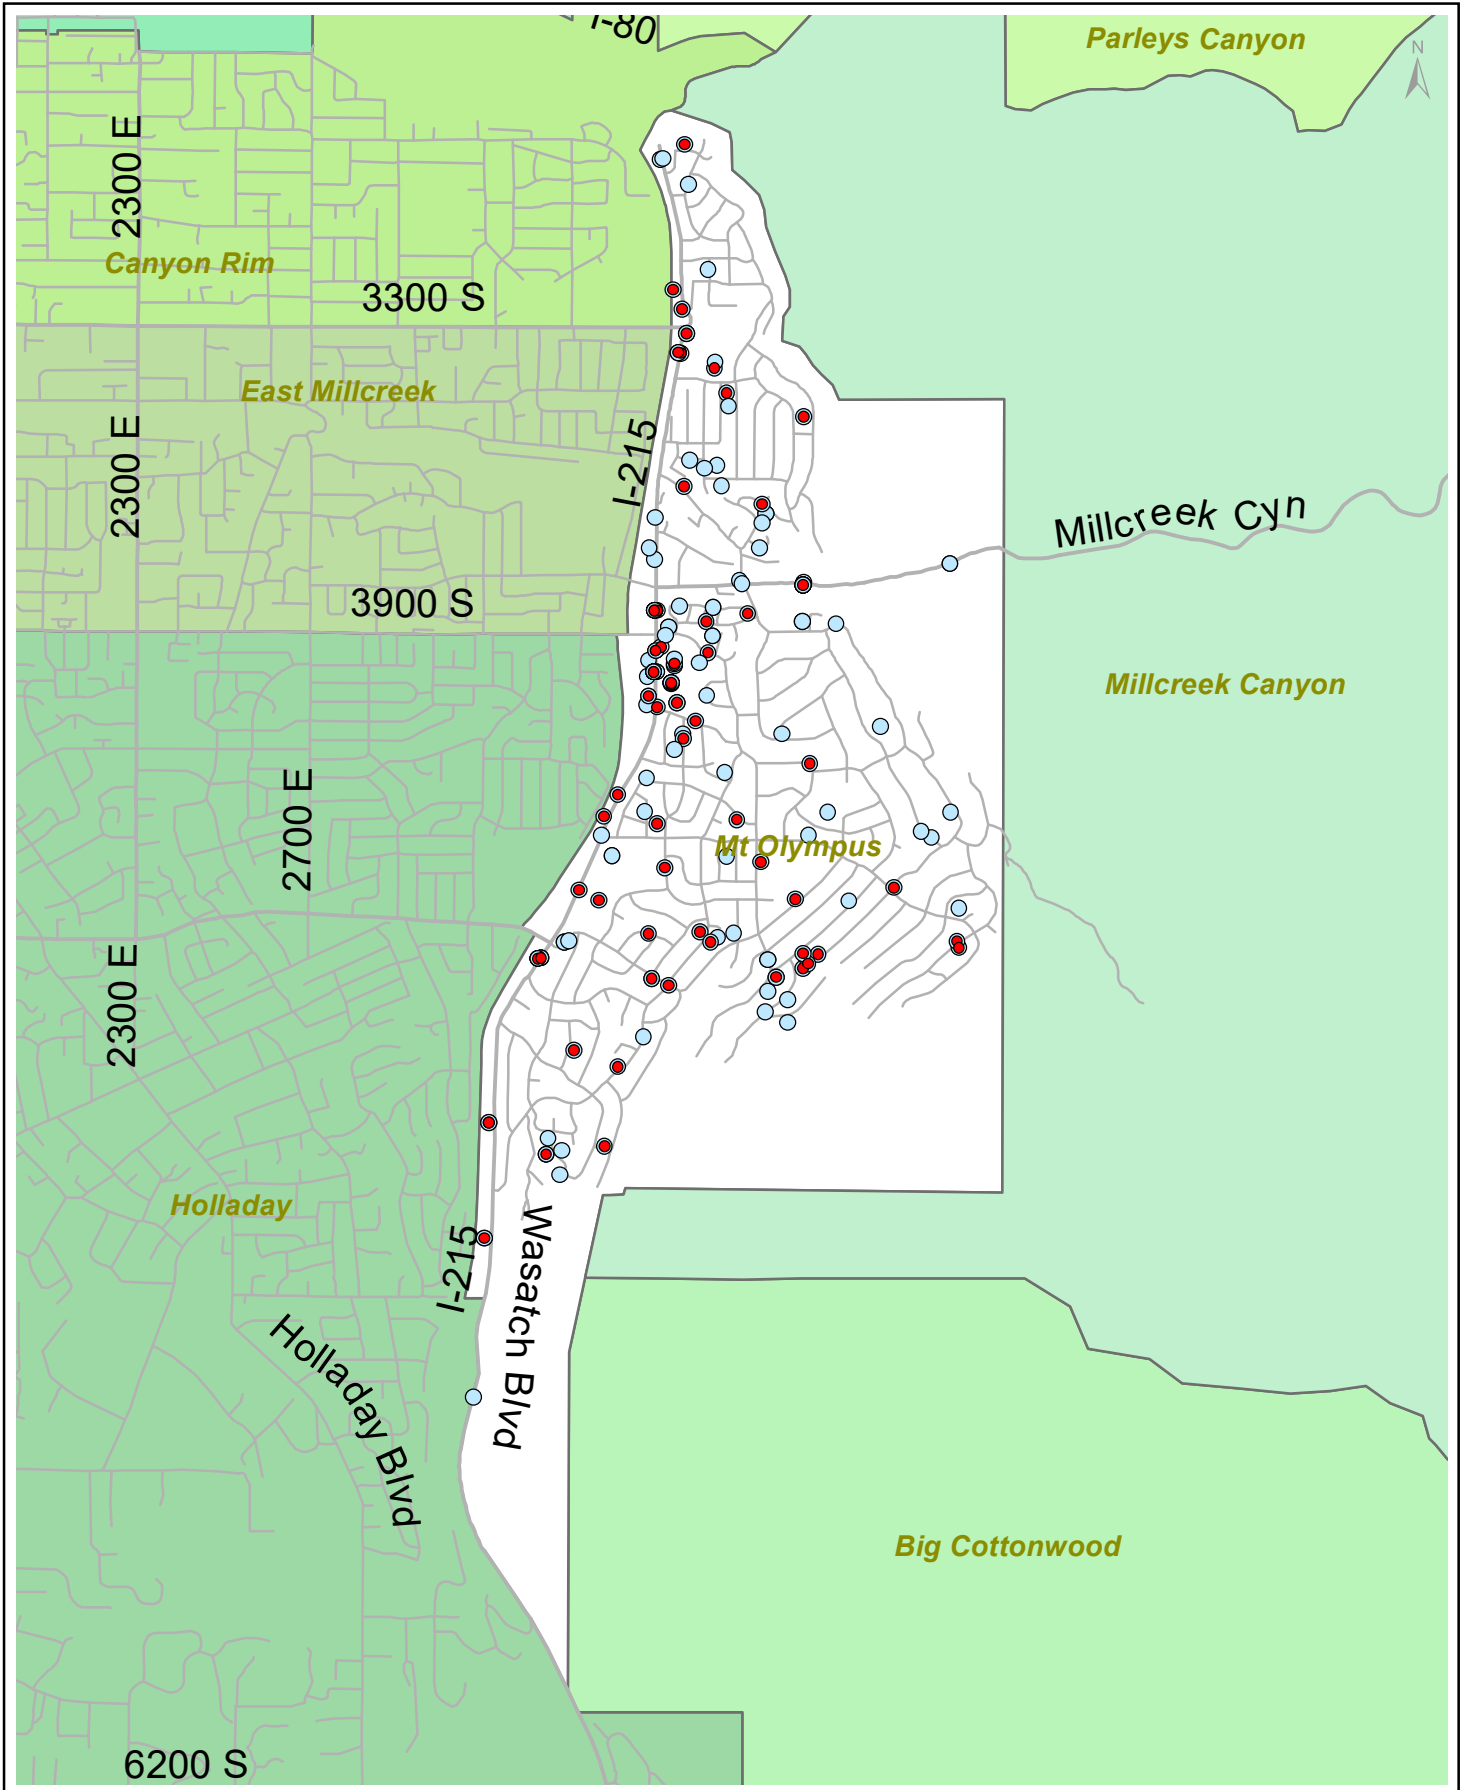 I-80
Parleys Canyon
N
2300 E
Canyon Rim
3300 S
East Millcreek
2300 E
I-215
Millcreek Cyn
3900 S
Millcreek Canyon
2700 E
Mt Olympus
2300 E
Holladay
I-215
Wasatch Blvd
Holladay Blvd
Big Cottonwood
6200 S